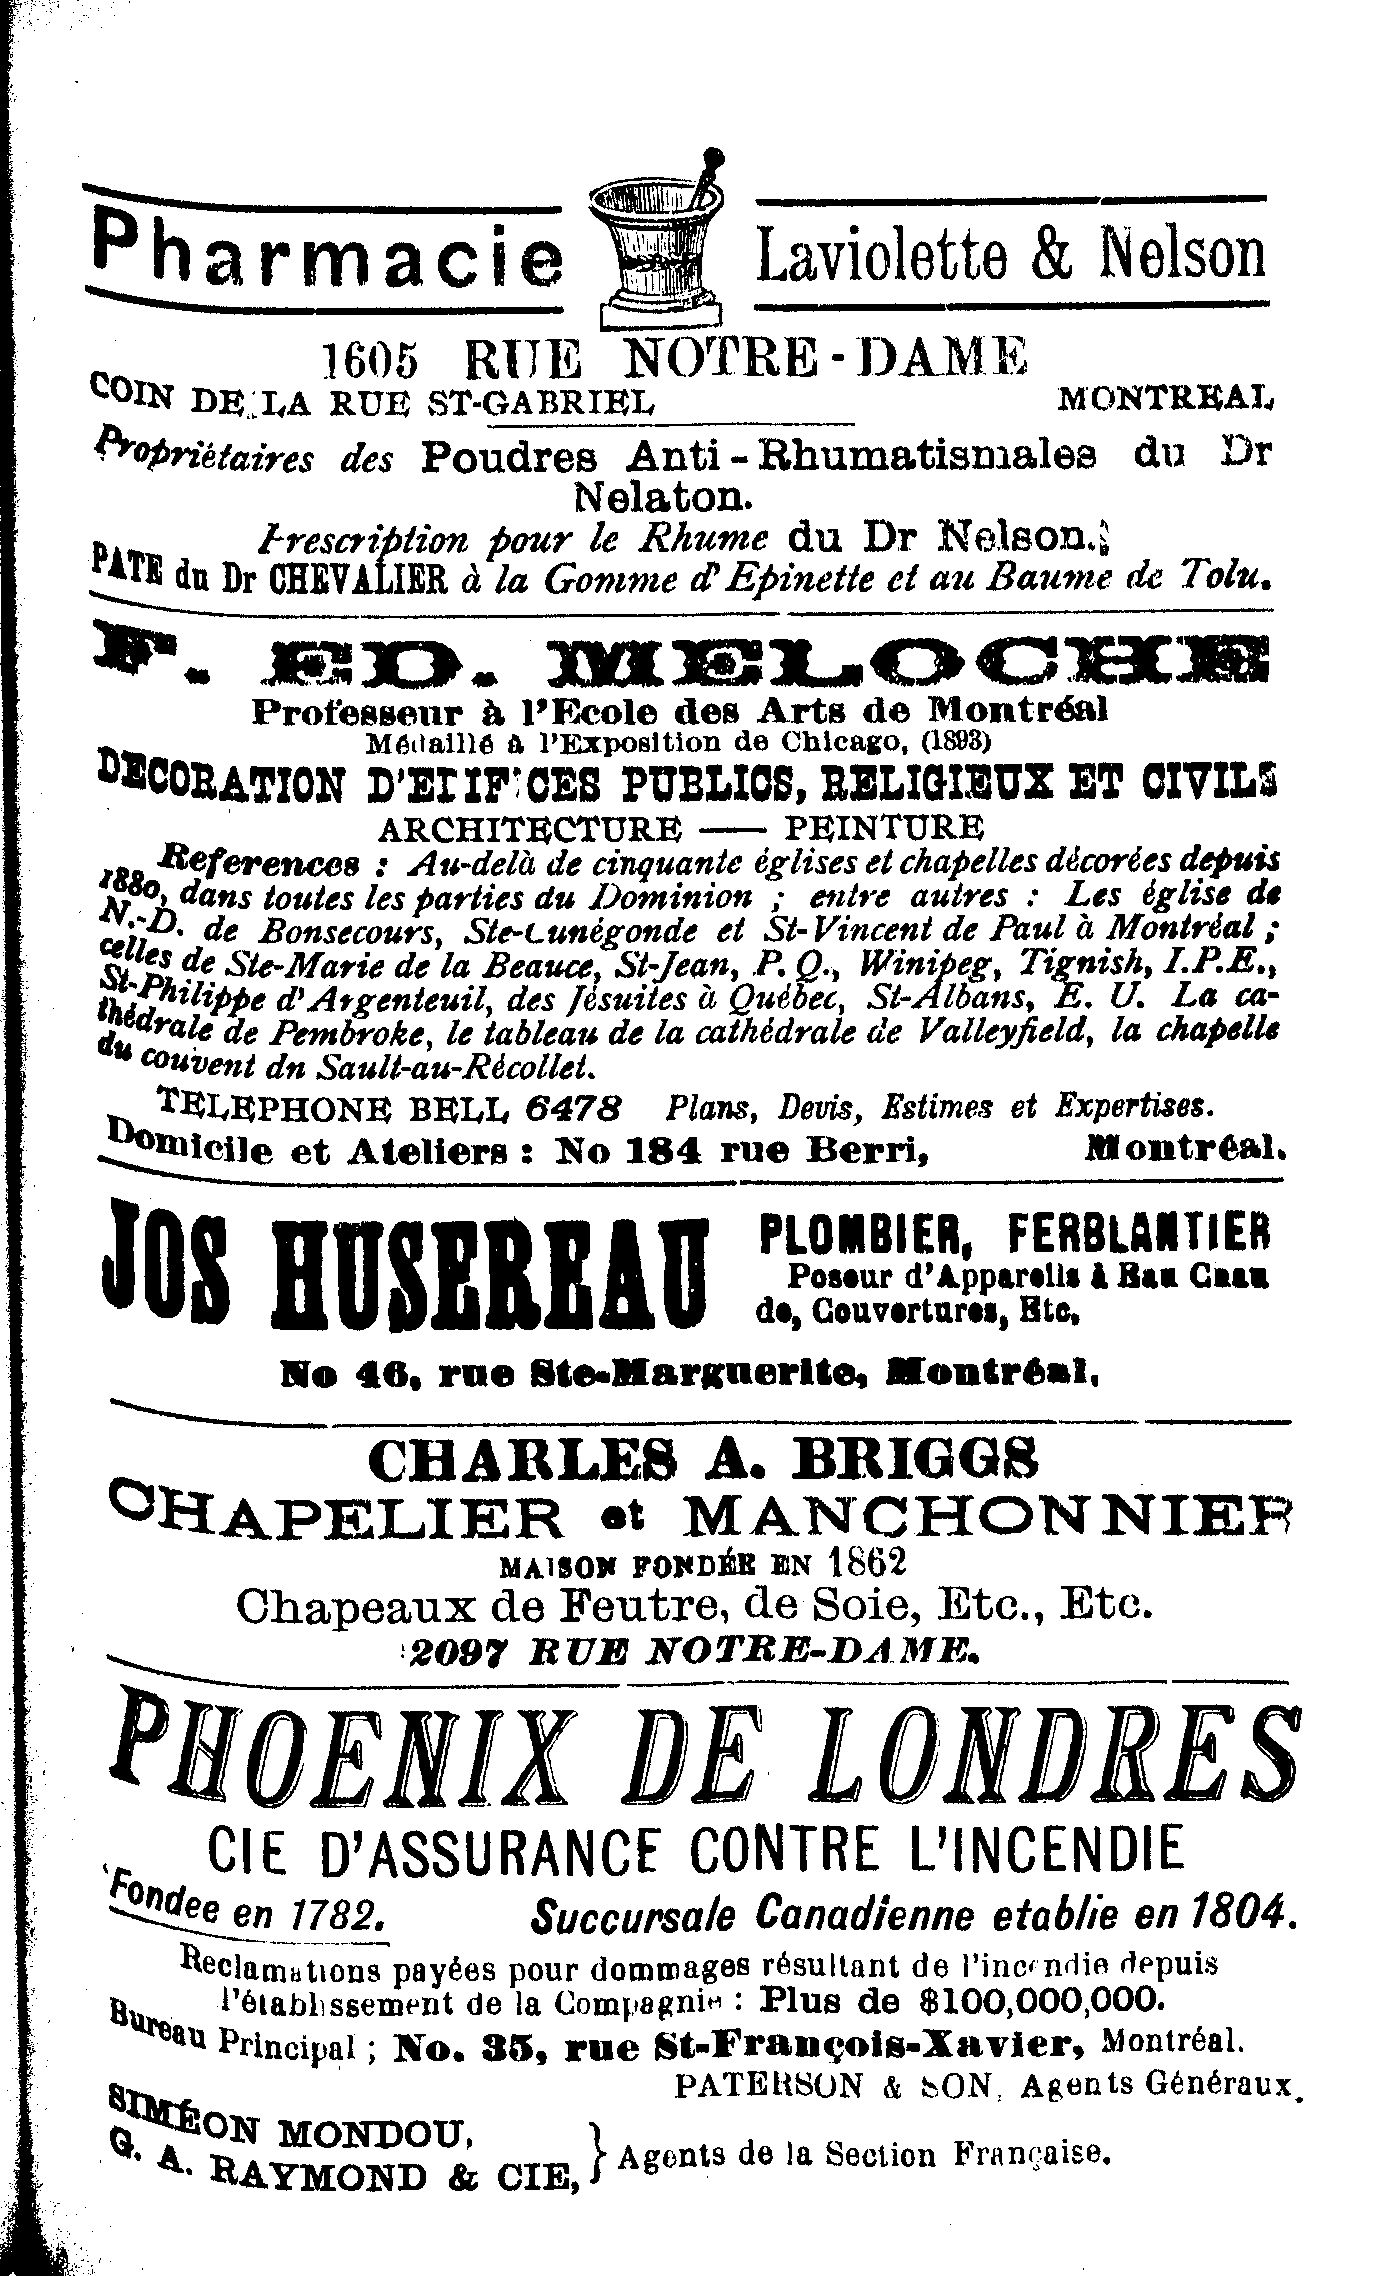 Pharmacie Laviolette & Nelson
1605 RUE NOTRE-DAME
COIN DE LA RUE ST-GABRIEL MONTREAL
Propriètaires des Poudres Anti-Rhumatismales du Dr
Nelaton.
Prescription pour le Rhume du Dr Nelson.
PATE du Dr CHEVALIER à la Gomme d'Epinette et au Baume de Tolu.
F. ED. MELOCHE
Professeur à l'Ecole des Arts de Montréal
Médaillé à l'Exposition de Chicago, (1893)
DECORATION D'EDIFICES PUBLICS, RELIGIEUX ET CIVILS
ARCHITECTURE — PEINTURE
References : Au-delà de cinquante églises et chapelles décorées depuis
1880, dans toutes les parties du Dominion ; entre autres : Les église de
N.-D. de Bonsecours, Ste-Cunégonde et St-Vincent de Paul à Montréal ;
celles de Ste-Marie de la Beauce, St-Jean, P. Q., Winipeg, Tignish, I.P.E.,
St-Philippe d'Argenteuil, des Jésuites à Québec, St-Albans, E. U. La ca-
thédrale de Pembroke, le tableau de la cathédrale de Valleyfield, la chapelle
du couvent dn Sault-au-Récollet.
TELEPHONE BELL 6478 Plans, Devis, Estimes et Expertises.
Domicile et Ateliers : No 184 rue Berri, Montréal.
JOS HUSEREAU PLOMBIER, FERBLANTIER
Poseur d'Appareils à Eau Chau
de, Couvertures, Etc,
No 46, rue Ste-Marguerite, Montréal,
CHARLES A. BRIGGS
CHAPELIER et MANCHONNIER
MAISON FONDÉE EN 1862
Chapeaux de Feutre, de Soie, Etc., Etc.
2097 RUE NOTRE-DAME.
PHOENIX DE LONDRES
CIE D'ASSURANCE CONTRE L'INCENDIE
Fondee en 1782. Succursale Canadienne etablie en 1804.
Reclamations payées pour dommages résultant de l'incendie depuis
l'établissement de la Compagnie : Plus de $100,000,000.
Bureau Principal ; No. 35, rue St-François-Xavier, Montréal.
PATERSON & SON, Agents Généraux.
SIMÉON MONDOU,
G. A. RAYMOND & CIE, } Agents de la Section Française.